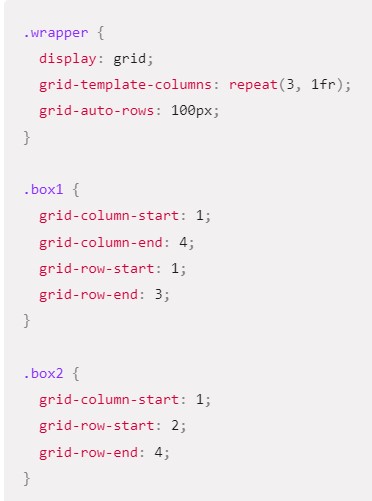 .wrapper {
  display: grid;
  grid-template-columns: repeat(3, 1fr);
  grid-auto-rows: 100px;
}

.box1 {
  grid-column-start: 1;
  grid-column-end: 4;
  grid-row-start: 1;
  grid-row-end: 3;
}

.box2 {
  grid-column-start: 1;
  grid-row-start: 2;
  grid-row-end: 4;
}